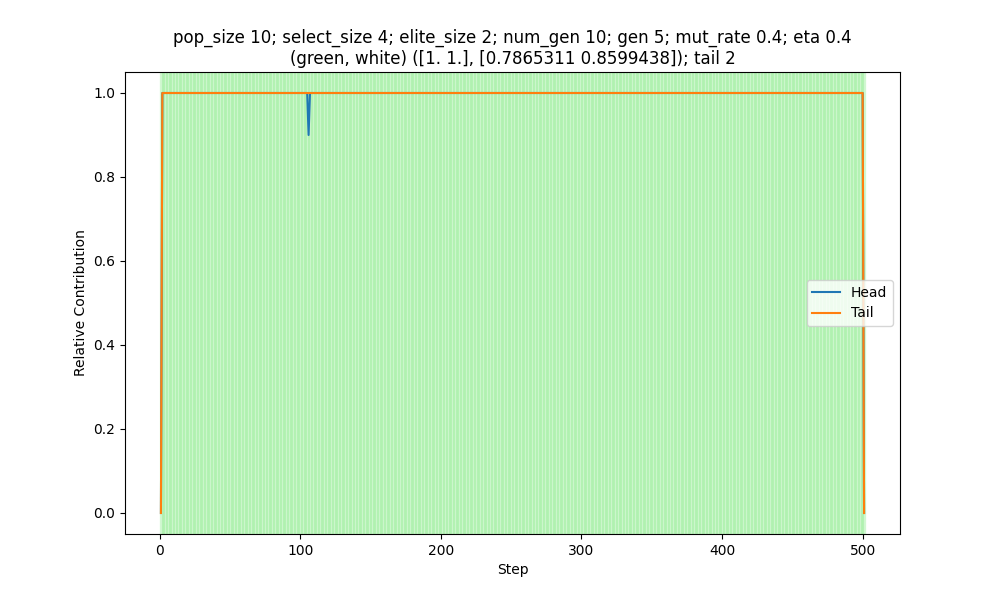 pop_size 10; select_size 4; elite_size 2; num_gen 10; gen 5; mut_rate 0.4; eta 0.4
(green, white) ([1. 1.], [0.7865311 0.8599438]); tail 2
1.0
0.8
0.6
0.4
0.2
0.0
Relative Contribution
Head
Tail
0
100
200
300
400
500
Step